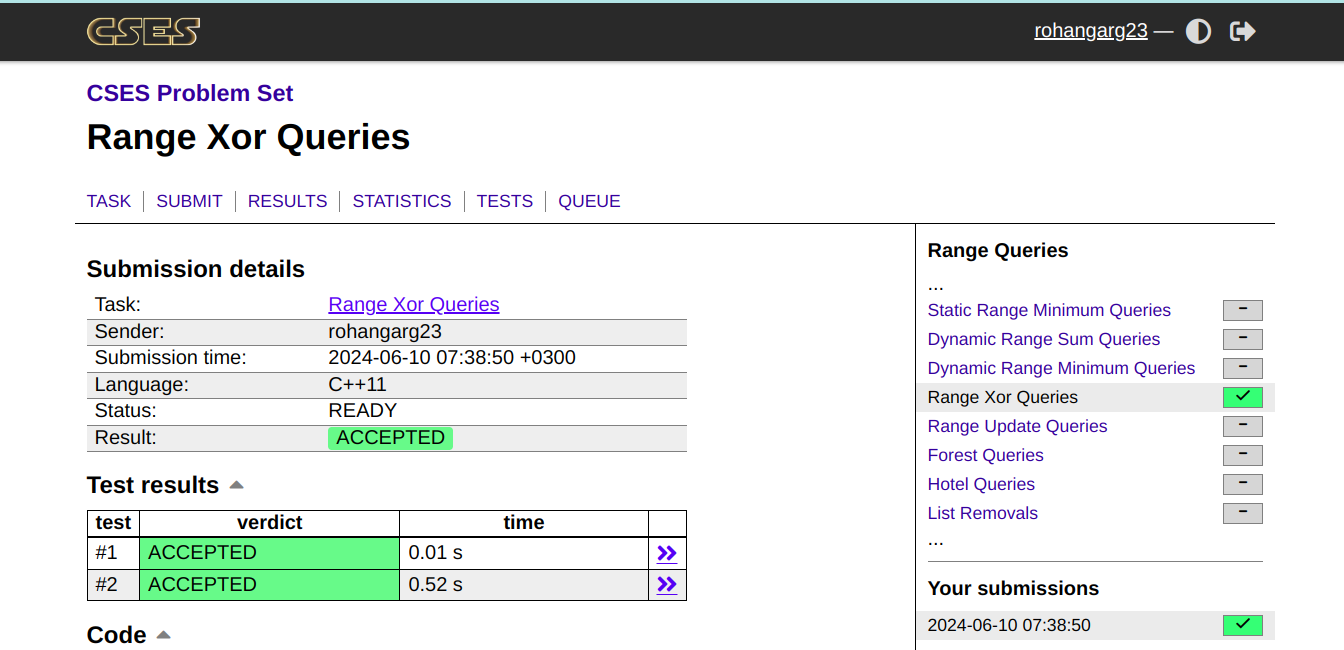 CSES
rohangarg23 —
CSES Problem Set
Range Xor Queries
TASK | SUBMIT | RESULTS | STATISTICS | TESTS | QUEUE
Submission details
Task: Range Xor Queries
Sender: rohangarg23
Submission time: 2024-06-10 07:38:50 +0300
Language: C++11
Status: READY
Result: ACCEPTED
Test results
test verdict time
#1 ACCEPTED 0.01 s >>
#2 ACCEPTED 0.52 s >>
Code
Range Queries
...
Static Range Minimum Queries –
Dynamic Range Sum Queries –
Dynamic Range Minimum Queries –
Range Xor Queries ✓
Range Update Queries –
Forest Queries –
Hotel Queries –
List Removals –
...
Your submissions
2024-06-10 07:38:50 ✓